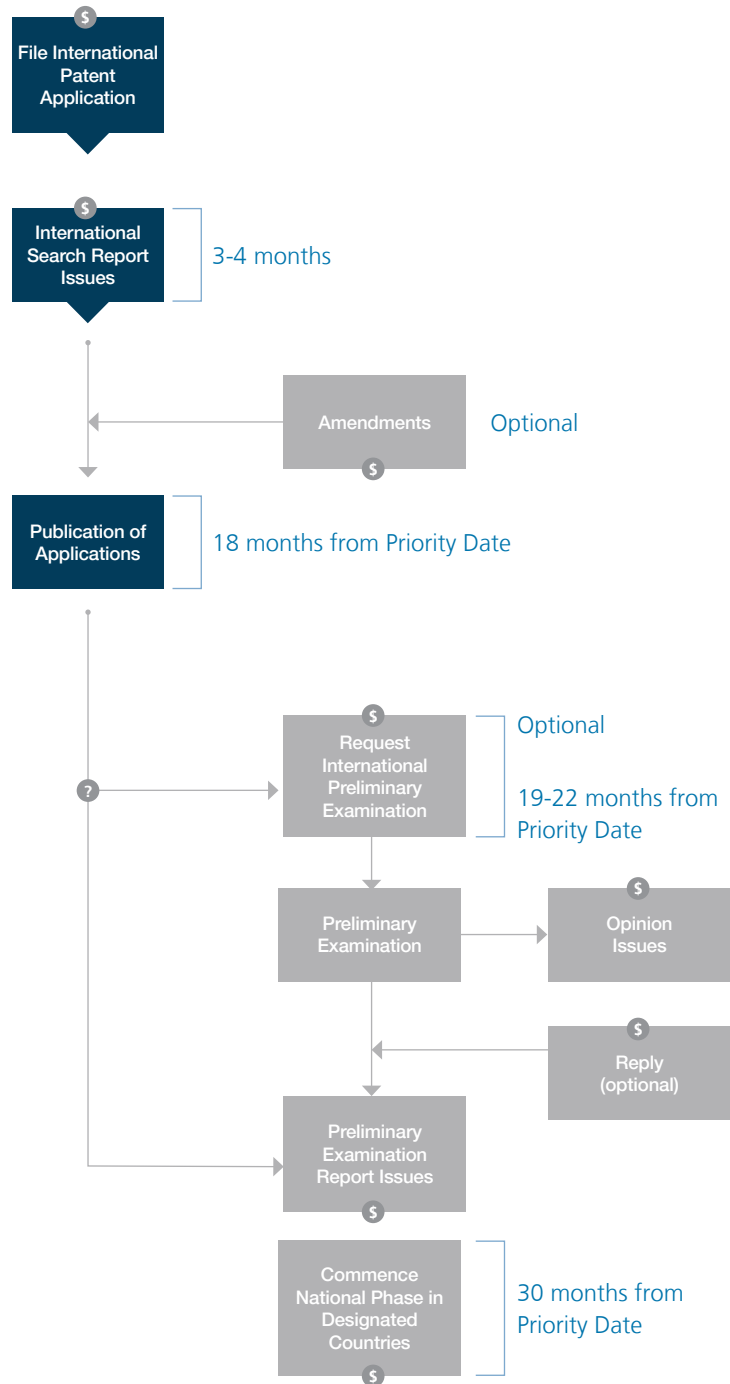 $
File International
Patent
Application
$
International
Search Report
Issues
3-4 months
Amendments
Optional
$
Publication of
Applications
18 months from Priority Date
$
Request
International
Preliminary
Examination
Optional
19-22 months from
Priority Date
?
Preliminary
Examination
$
Opinion
Issues
$
Reply
(optional)
Preliminary
Examination
Report Issues
$
Commence
National Phase in
Designated
Countries
30 months from
Priority Date
$